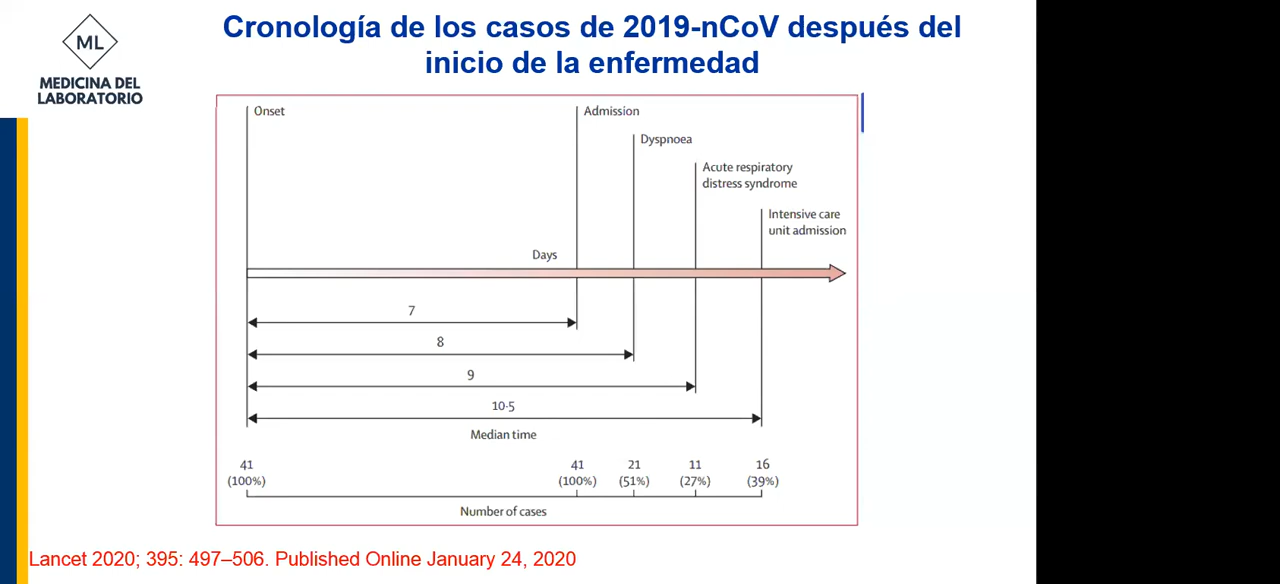 ML
MEDICINA DEL
LABORATORIO
Cronología de los casos de 2019-nCoV después del
inicio de la enfermedad
Onset
Admission
Dyspnoea
Acute respiratory
distress syndrome
Intensive care
unit admission
Days
7
8
9
10·5
Median time
41 41 21 11 16
(100%) (100%) (51%) (27%) (39%)
Number of cases
Lancet 2020; 395: 497–506. Published Online January 24, 2020